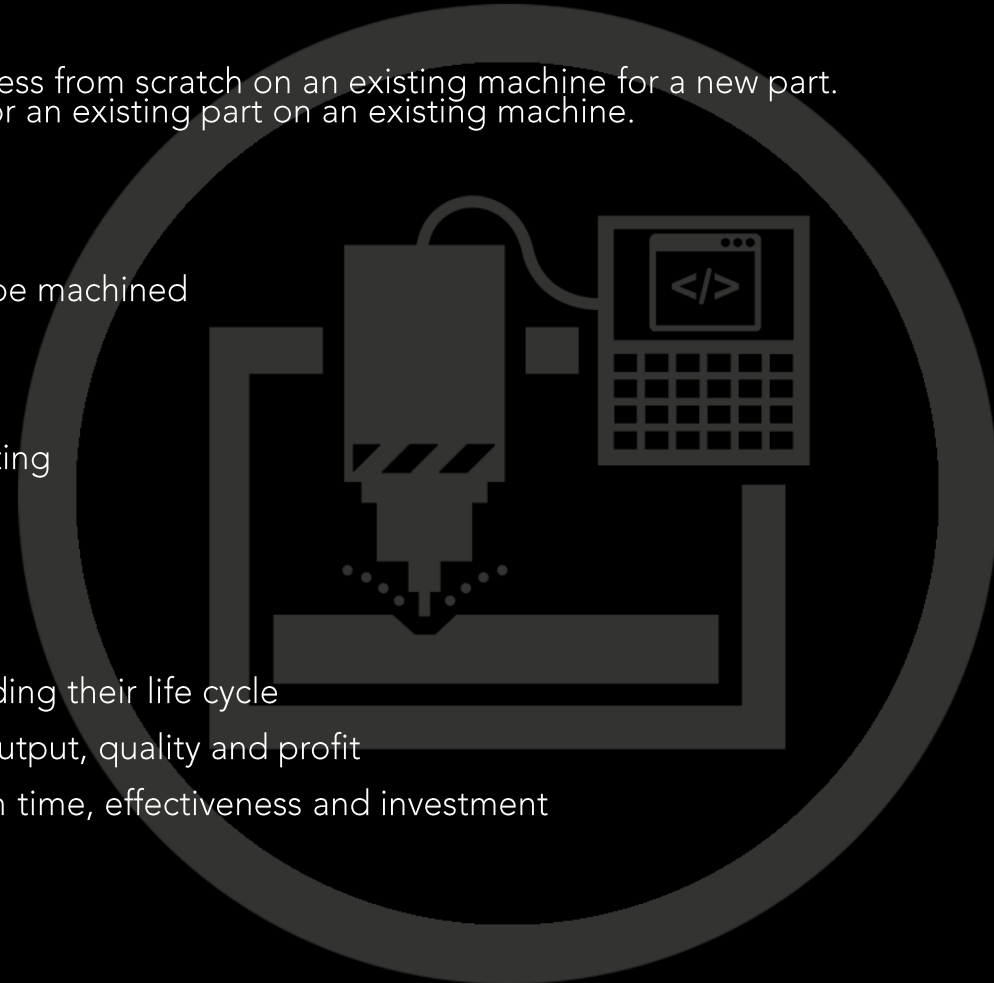 ess from scratch on an existing machine for a new part.
or an existing part on an existing machine.
be machined
ting
ding their life cycle
utput, quality and profit
n time, effectiveness and investment
</>